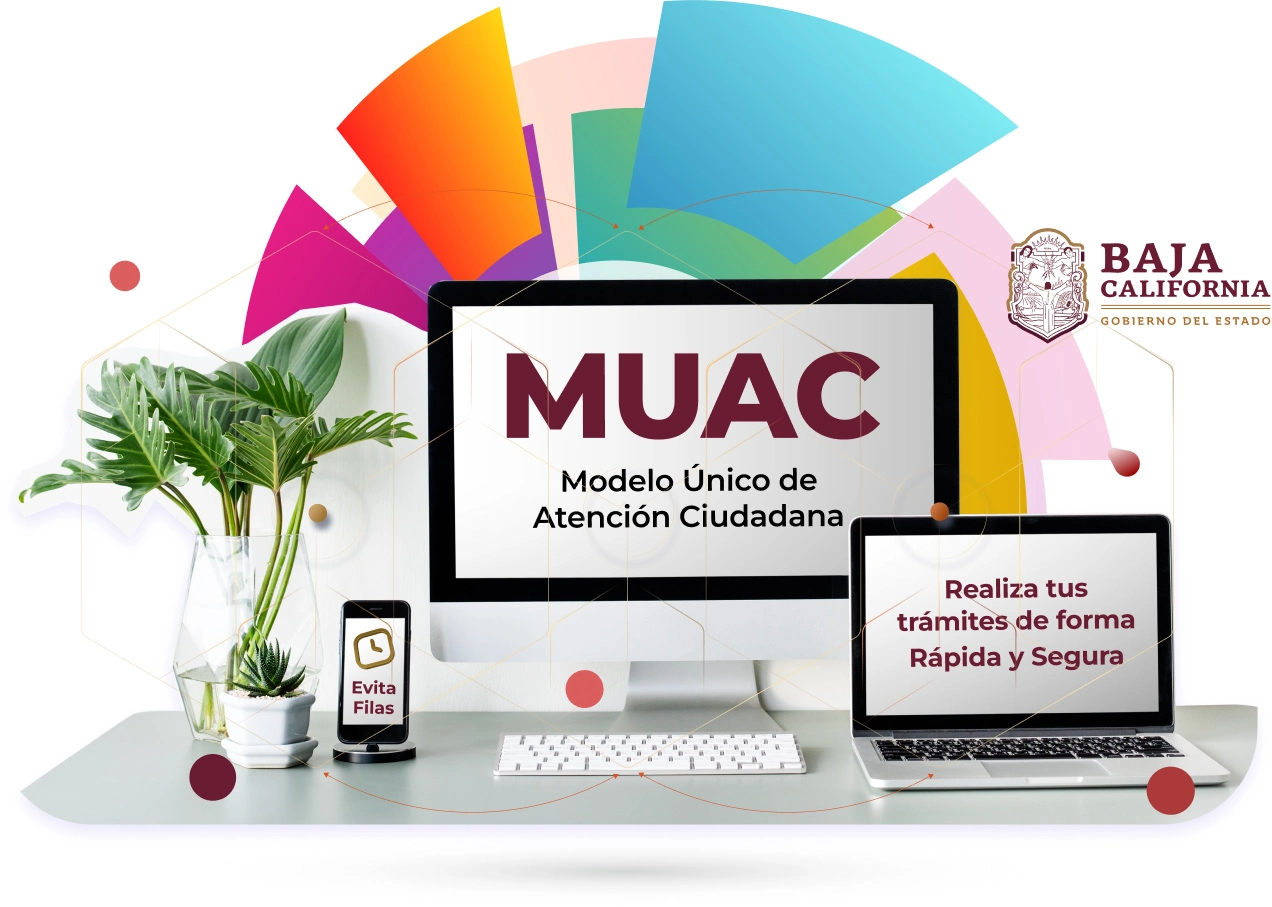 MUAC
Modelo Único de
Atención Ciudadana
BAJA
CALIFORNIA
GOBIERNO DEL ESTADO
Realiza tus
trámites de forma
Rápida y Segura
Evita
Filas